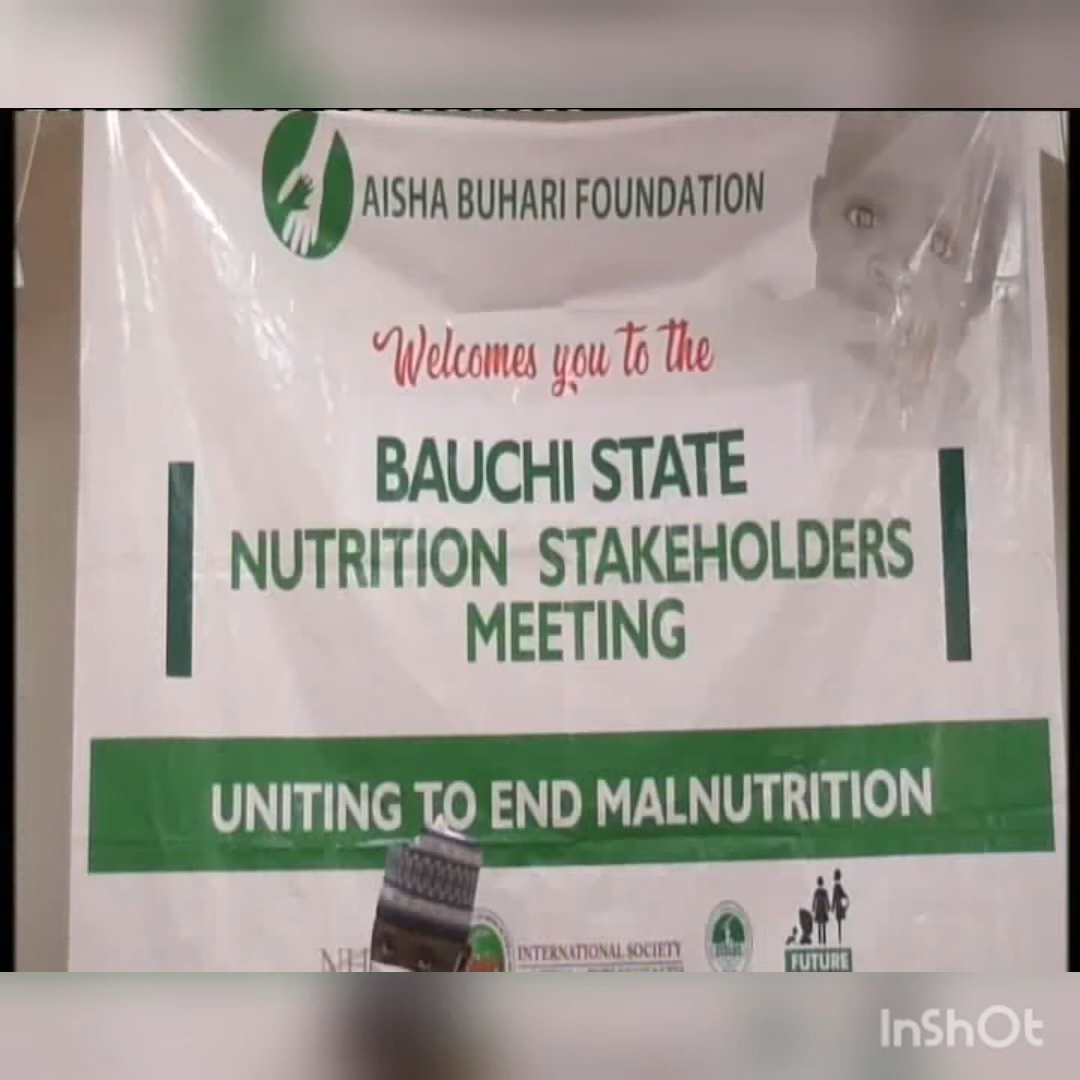 AISHA BUHARI FOUNDATION
Welcomes you to the
BAUCHI STATE
NUTRITION STAKEHOLDERS
MEETING
UNITING TO END MALNUTRITION
INTERNATIONAL SOCIETY
FUTURE
InShOt